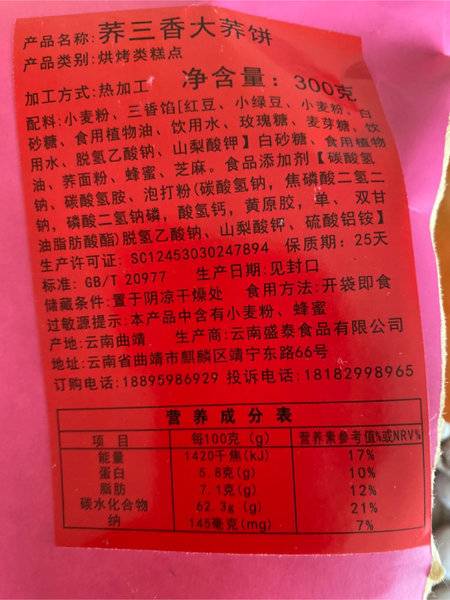 产品名称: 荞三香大荞饼
产品类别: 烘烤类糕点
加工方式: 热加工 净含量: 300克
配料: 小麦粉、三香馅[红豆、小绿豆、小麦粉、白
砂糖、食用植物油、饮用水、玫瑰糖、麦芽糖、饮
用水、脱氢乙酸钠、山梨酸钾】白砂糖、食用植物
油、荞面粉、蜂蜜、芝麻。食品添加剂【碳酸氢
钠、碳酸氢胺、泡打粉(碳酸氢钠,焦磷酸二氢二
钠,磷酸二氢钠磷,酸氢钙,黄原胶,单、双甘
油脂肪酸酯)脱氢乙酸钠、山梨酸钾、硫酸铝铵】
生产许可证: SC12453030247894 保质期: 25天
标准: GB/T 20977 生产日期: 见封口
储藏条件: 置于阴凉干燥处 食用方法: 开袋即食
过敏源提示: 本产品中含有小麦粉、蜂蜜
产地: 云南曲靖 生产商: 云南盛泰食品有限公司
地址: 云南省曲靖市麒麟区靖宁东路66号
订购电话: 18895986929 投诉电话: 18182998965
营养成分表
项目 每100克 (g) 营养素参考值%或NRV%
能量 1420千焦(kJ) 17%
蛋白 5.8克(g) 10%
脂肪 7.1克(g) 12%
碳水化合物 62.3g (g) 21%
纳 145毫克(mg) 7%